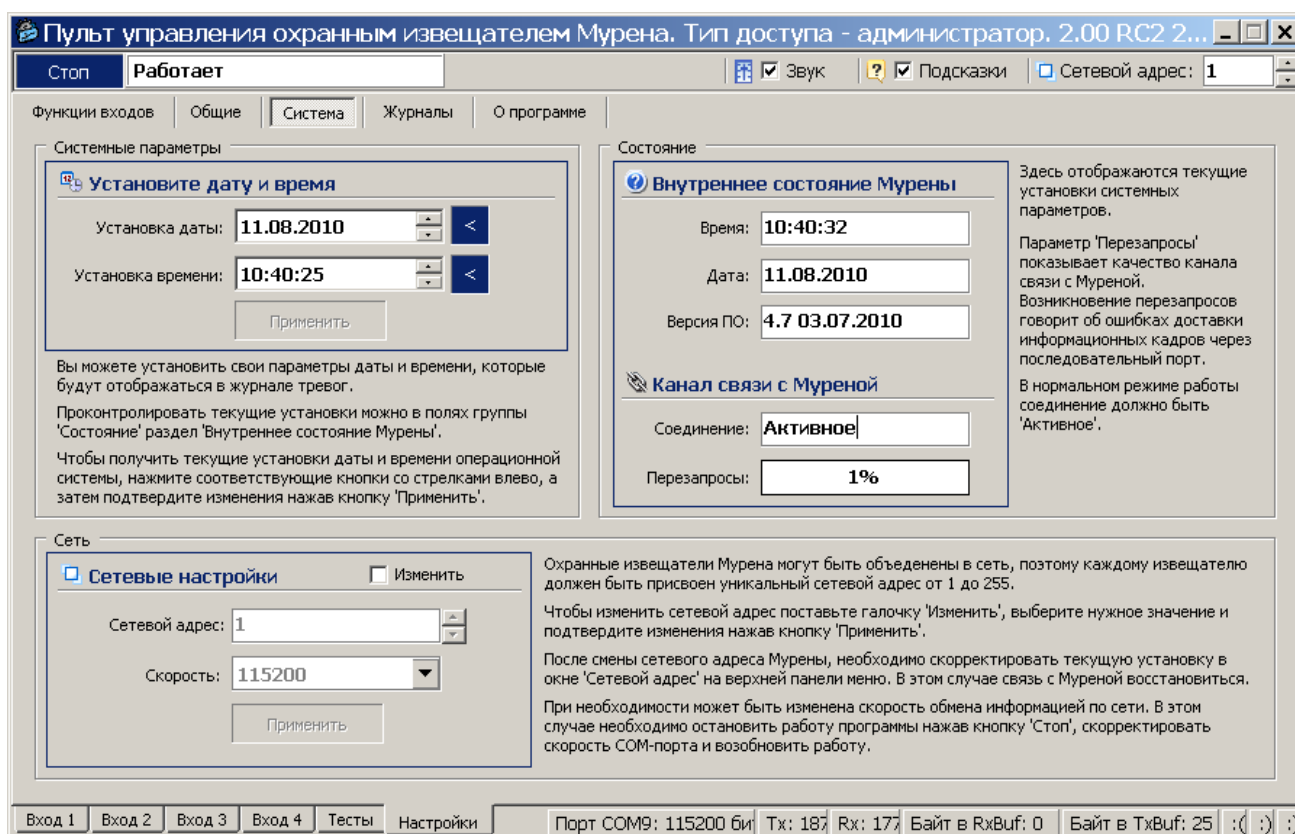 Пульт управления охранным извещателем Мурена. Тип доступа - администратор. 2.00 RC2 2...
Стоп Работает Звук Подсказки Сетевой адрес: 1
Функции входов Общие Система Журналы О программе
Системные параметры
Установите дату и время
Установка даты: 11.08.2010 <
Установка времени: 10:40:25 <
Применить
Вы можете установить свои параметры даты и времени, которые
будут отображаться в журнале тревог.
Проконтролировать текущие установки можно в полях группы
'Состояние' раздел 'Внутреннее состояние Мурены'.
Чтобы получить текущие установки даты и времени операционной
системы, нажмите соответствующие кнопки со стрелками влево, а
затем подтвердите изменения нажав кнопку 'Применить'.
Состояние
Внутреннее состояние Мурены
Время: 10:40:32
Дата: 11.08.2010
Версия ПО: 4.7 03.07.2010
Канал связи с Муреной
Соединение: Активное
Перезапросы: 1%
Здесь отображаются текущие
установки системных
параметров.
Параметр 'Перезапросы'
показывает качество канала
связи с Муреной.
Возникновение перезапросов
говорит об ошибках доставки
информационных кадров через
последовательный порт.
В нормальном режиме работы
соединение должно быть
'Активное'.
Сеть
Сетевые настройки Изменить
Сетевой адрес: 1
Скорость: 115200
Применить
Охранные извещатели Мурена могут быть объеденены в сеть, поэтому каждому извещателю
должен быть присвоен уникальный сетевой адрес от 1 до 255.
Чтобы изменить сетевой адрес поставьте галочку 'Изменить', выберите нужное значение и
подтвердите изменения нажав кнопку 'Применить'.
После смены сетевого адреса Мурены, необходимо скорректировать текущую установку в
окне 'Сетевой адрес' на верхней панели меню. В этом случае связь с Муреной восстановиться.
При необходимости может быть изменена скорость обмена информацией по сети. В этом
случае необходимо остановить работу программы нажав кнопку 'Стоп', скорректировать
скорость COM-порта и возобновить работу.
Вход 1 Вход 2 Вход 3 Вход 4 Тесты Настройки Порт COM9: 115200 би Tx: 187 Rx: 177 Байт в RxBuf: 0 Байт в TxBuf: 25 :( :)